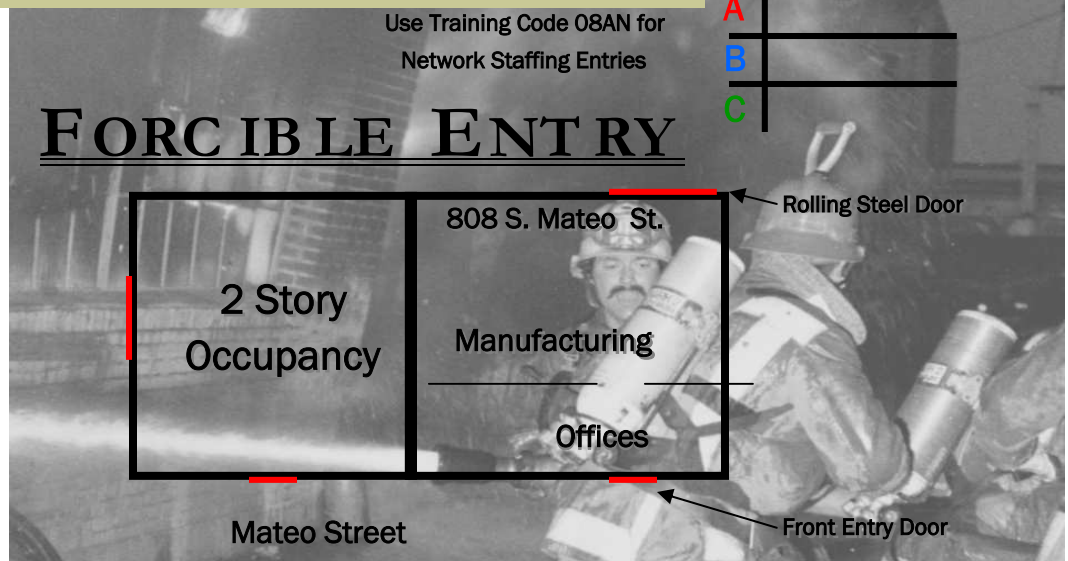 Use Training Code 08AN for
Network Staffing Entries
A
B
C
FORCIBLE ENTRY
Rolling Steel Door
808 S. Mateo St.
2 Story
Occupancy
Manufacturing
Offices
Mateo Street
Front Entry Door